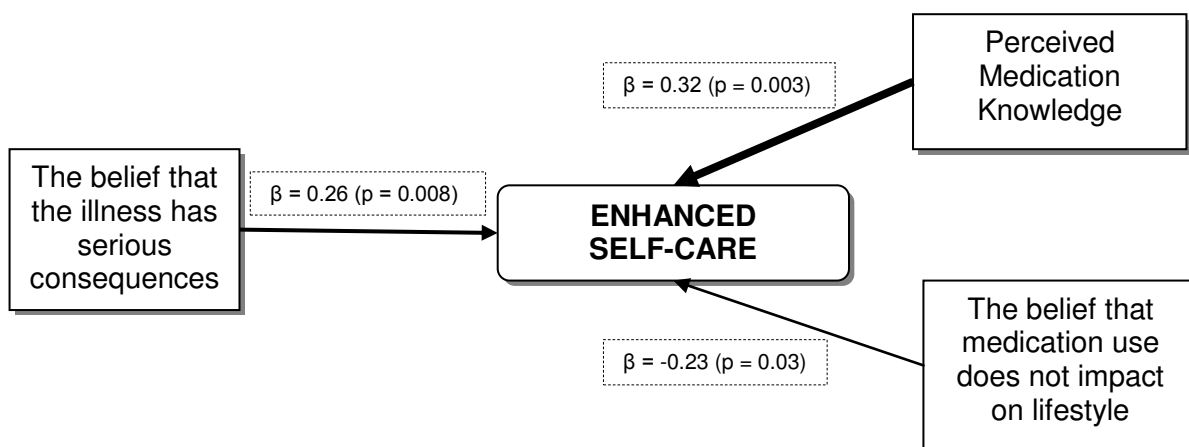 Perceived
Medication
Knowledge
β = 0.32 (p = 0.003)
The belief that
the illness has
serious
consequences
β = 0.26 (p = 0.008)
ENHANCED
SELF-CARE
β = -0.23 (p = 0.03)
The belief that
medication use
does not impact
on lifestyle